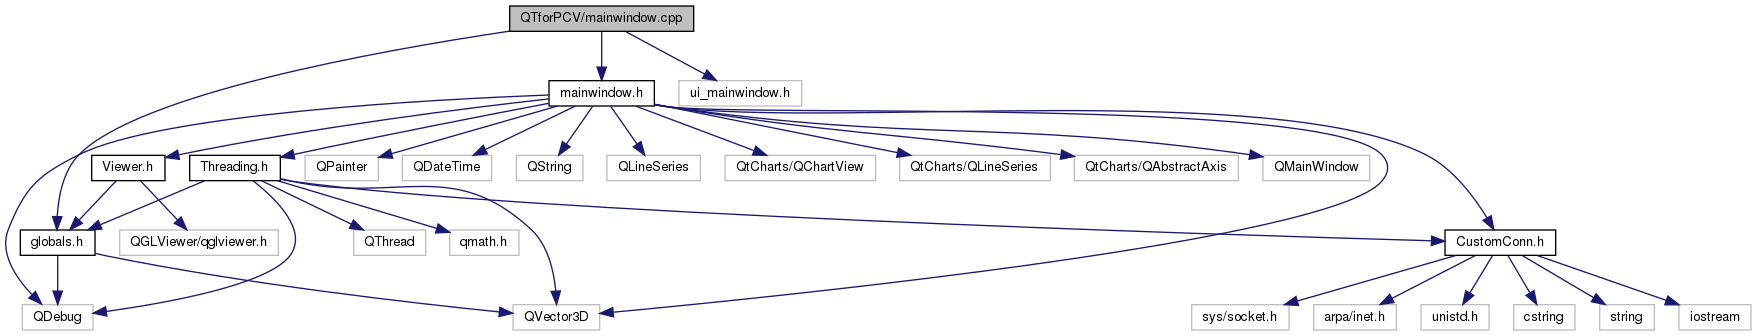 QTforPCV/mainwindow.cpp
mainwindow.h
ui_mainwindow.h
Viewer.h
Threading.h
QPainter
QDateTime
QString
QLineSeries
QtCharts/QChartView
QtCharts/QLineSeries
QtCharts/QAbstractAxis
QMainWindow
globals.h
QGLViewer/qglviewer.h
QThread
qmath.h
CustomConn.h
QDebug
QVector3D
sys/socket.h
arpa/inet.h
unistd.h
cstring
string
iostream